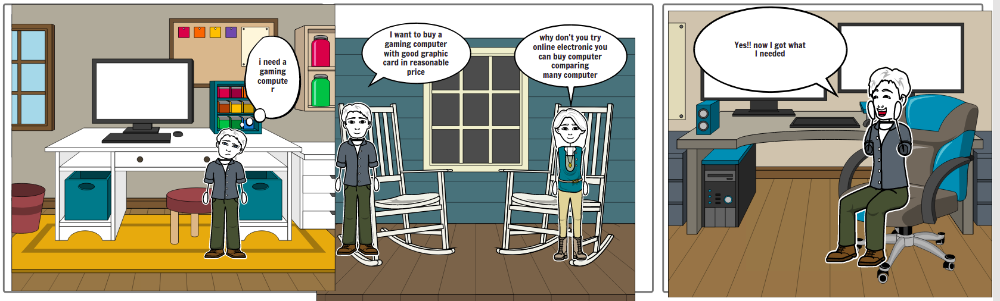 i need a
gaming
compute
r
I want to buy a
gaming computer
with good graphic
card in reasonable
price
why don't you try
online electronic you
can buy computer
comparing
many computer
Yes!! now I got what
I needed